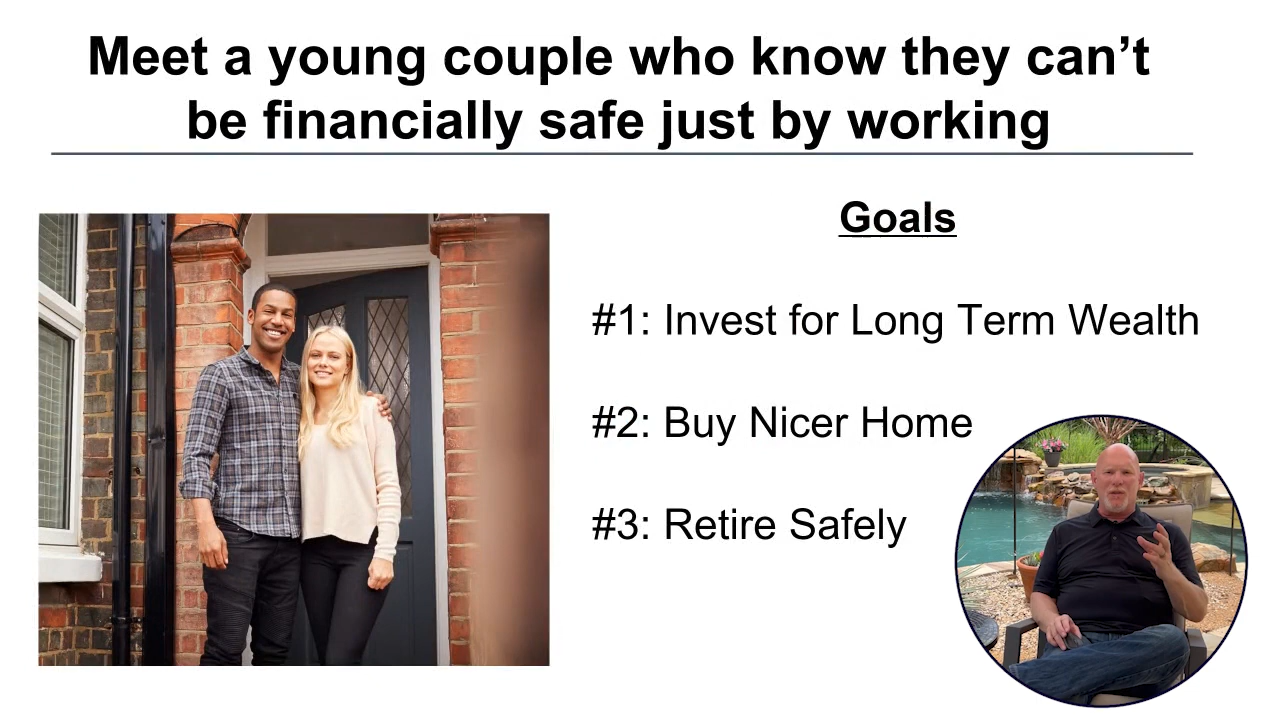 Meet a young couple who know they can’t
be financially safe just by working
Goals
#1: Invest for Long Term Wealth
#2: Buy Nicer Home
#3: Retire Safely